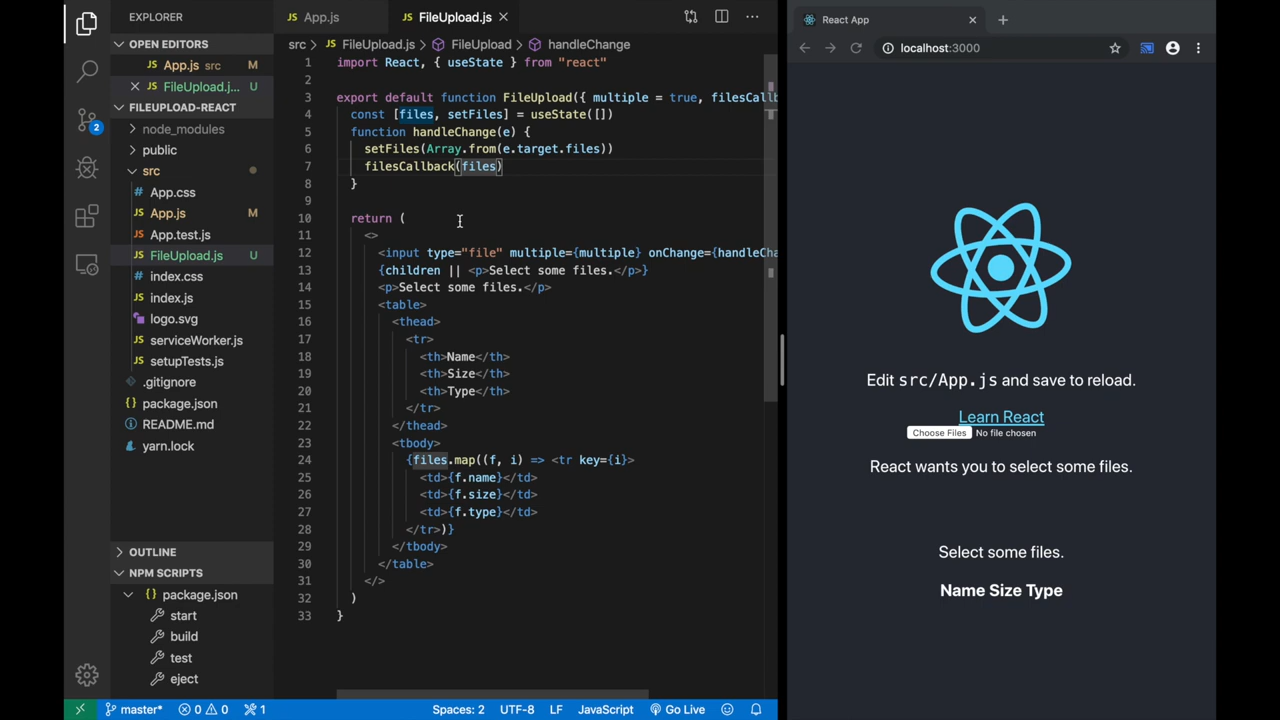 EXPLORER
OPEN EDITORS
App.js src M
FileUpload.j... U
FILEUPLOAD-REACT
node_modules
public
src
App.css
App.js M
App.test.js
FileUpload.js U
index.css
index.js
logo.svg
serviceWorker.js
setupTests.js
.gitignore
package.json
README.md
yarn.lock
OUTLINE
NPM SCRIPTS
package.json
start
build
test
eject
2
JS App.js
JS FileUpload.js
src > JS FileUpload.js > FileUpload > handleChange
1 import React, { useState } from "react"
2
3 export default function FileUpload({ multiple = true, filesCallb
4 const [files, setFiles] = useState([])
5 function handleChange(e) {
6 setFiles(Array.from(e.target.files))
7 filesCallback(files)
8 }
9
10 return (
11 <>
12 <input type="file" multiple={multiple} onChange={handleCha
13 {children || <p>Select some files.</p>}
14 <p>Select some files.</p>
15 <table>
16 <thead>
17 <tr>
18 <th>Name</th>
19 <th>Size</th>
20 <th>Type</th>
21 </tr>
22 </thead>
23 <tbody>
24 {files.map((f, i) => <tr key={i}>
25 <td>{f.name}</td>
26 <td>{f.size}</td>
27 <td>{f.type}</td>
28 </tr>)}
29 </tbody>
30 </table>
31 </>
32 )
33 }
master* 0 0 1 Spaces: 2 UTF-8 LF JavaScript Go Live
React App
localhost:3000
Edit src/App.js and save to reload.
Learn React
Choose Files No file chosen
React wants you to select some files.
Select some files.
Name Size Type